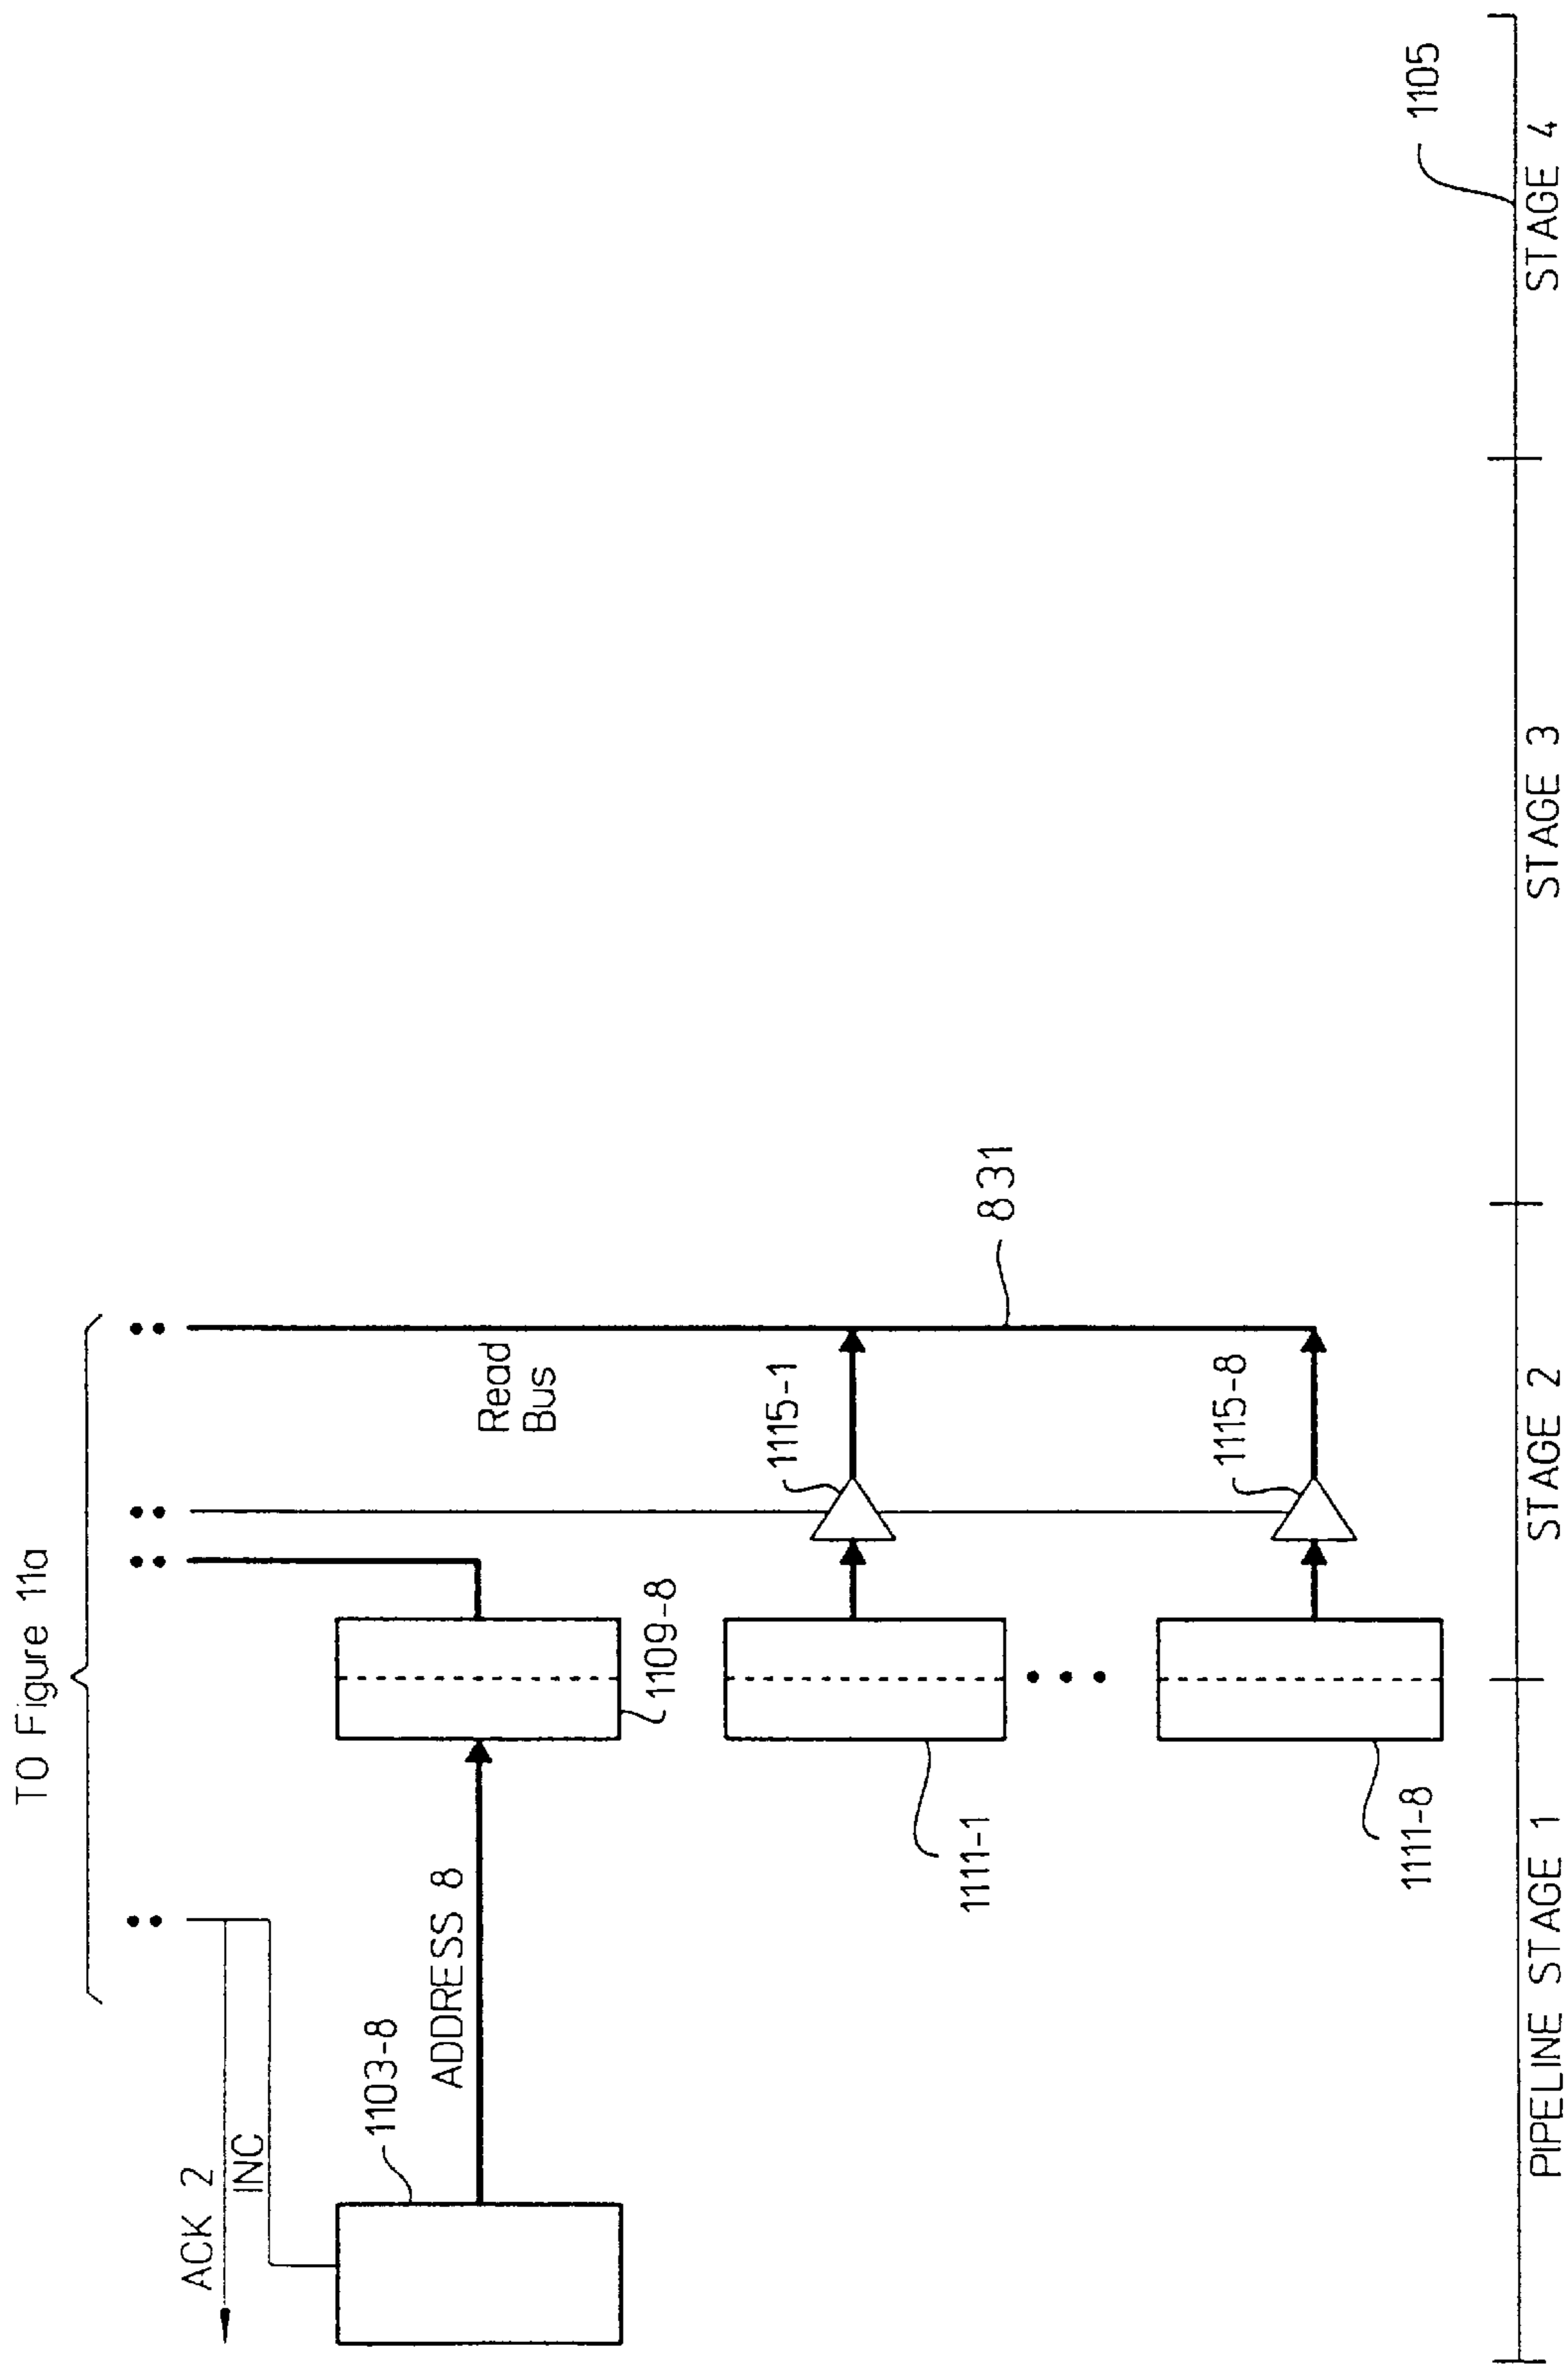 TO Figure 11a
ACK 2
INC
1103-8
ADDRESS 8
1109-8
Read
Bus
1111-1
1115-1
831
1111-8
1115-8
1105
PIPELINE STAGE 1
STAGE 2
STAGE 3
STAGE 4